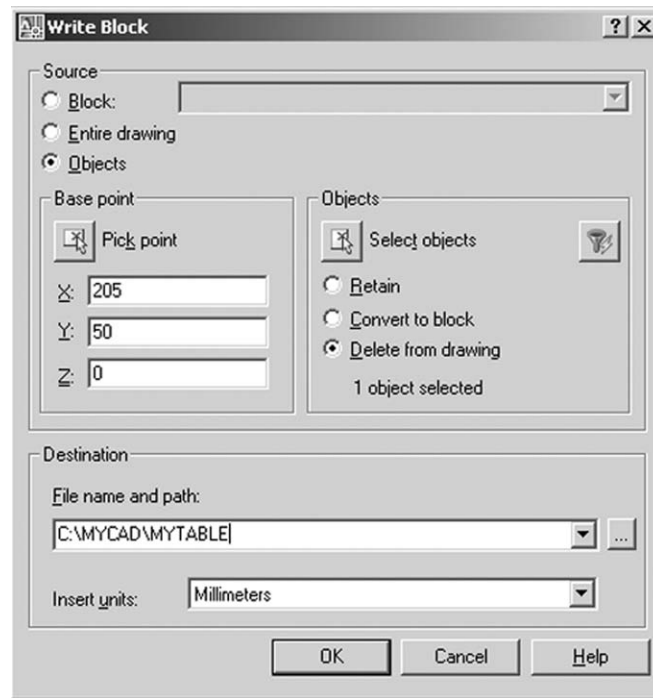 Write Block
Source
Block:
Entire drawing
Objects
Base point
Pick point
X: 205
Y: 50
Z: 0
Objects
Select objects
Retain
Convert to block
Delete from drawing
1 object selected
Destination
File name and path:
C:\MYCAD\MYTABLE
...
Insert units: Millimeters
OK Cancel Help